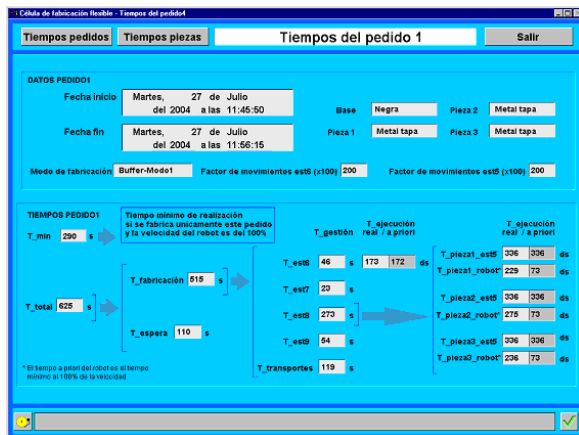 Célula de fabricación flexible - Tiempos del pedido4
Tiempos pedidos Tiempos piezas Tiempos del pedido 1 Salir
DATOS PEDIDO1
Fecha inicio Martes, 27 de Julio
del 2004 a las 11:45:50
Base Negra Pieza 2 Metal tapa
Fecha fin Martes, 27 de Julio
del 2004 a las 11:56:15
Pieza 1 Metal tapa Pieza 3 Metal tapa
Modo de fabricación Buffer-Modo1 Factor de movimientos est6 (x100) 200 Factor de movimientos est5 (x100) 200
TIEMPOS PEDIDO1
Tiempo mínimo de realización
si se fabrica unicamente este pedido
y la velocidad del robot es del 100%
T_min 290 s
T_gestión T_ejecución real / a priori
T_ejecución real / a priori
T_total 625 s
T_fabricación 515 s
T_espera 110 s
T_est6 46 s 173 172 ds
T_est7 23 s
T_est8 273 s
T_est9 54 s
T_transportes 119 s
T_pieza1_est5 336 336 ds
T_pieza1_robot* 229 73 ds
T_pieza2_est5 336 336 ds
T_pieza2_robot* 275 73 ds
T_pieza3_est5 336 336 ds
T_pieza3_robot* 236 73 ds
* El tiempo a priori del robot es el tiempo
mínimo al 100% de la velocidad